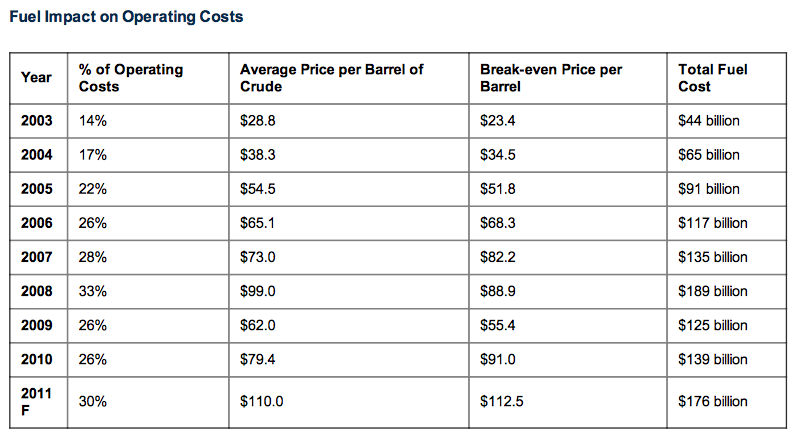 Fuel Impact on Operating Costs
Year % of Operating Costs Average Price per Barrel of Crude Break-even Price per Barrel Total Fuel Cost
2003 14% $28.8 $23.4 $44 billion
2004 17% $38.3 $34.5 $65 billion
2005 22% $54.5 $51.8 $91 billion
2006 26% $65.1 $68.3 $117 billion
2007 28% $73.0 $82.2 $135 billion
2008 33% $99.0 $88.9 $189 billion
2009 26% $62.0 $55.4 $125 billion
2010 26% $79.4 $91.0 $139 billion
2011 F 30% $110.0 $112.5 $176 billion